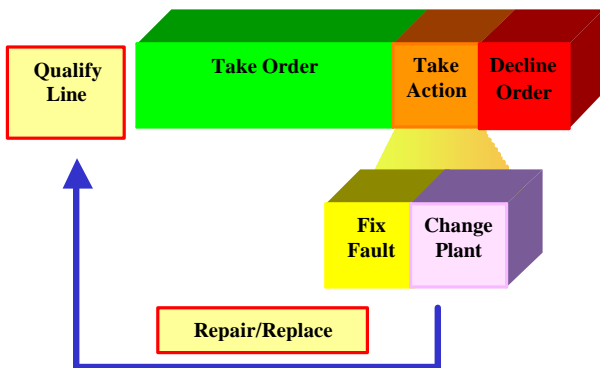 Qualify
Line
Take Order
Take
Action
Decline
Order
Fix
Fault
Change
Plant
Repair/Replace